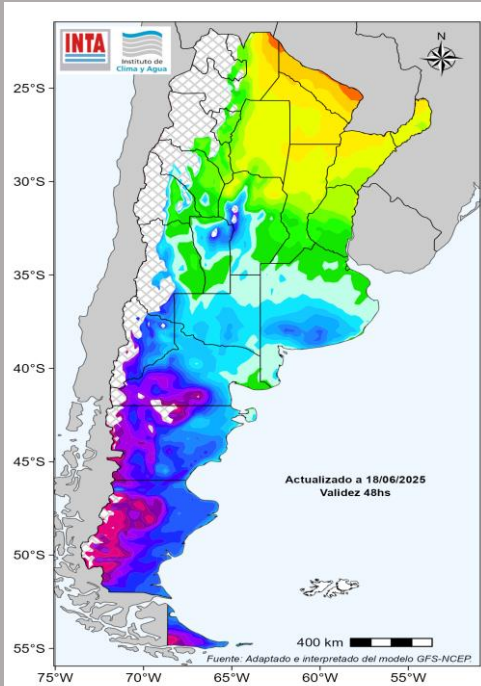 INTA
Instituto de
Clima y Agua
N
25°S
30°S
35°S
40°S
45°S
50°S
55°S
Actualizado a 18/06/2025
Validez 48hs
400 km
Fuente: Adaptado e interpretado del modelo GFS-NCEP.
75°W
70°W
65°W
60°W
55°W